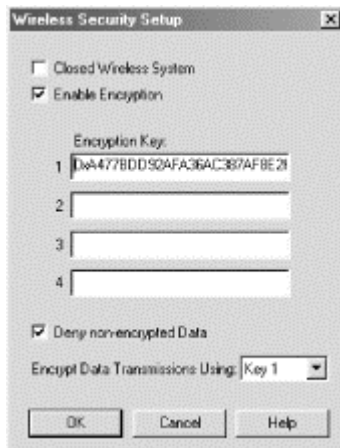 Wireless Security Setup
Closed Wireless System
Enable Encryption
Encryption Key:
1
2
3
4
Deny non-encrypted Data
Encrypt Data Transmissions Using: Key 1
OK Cancel Help